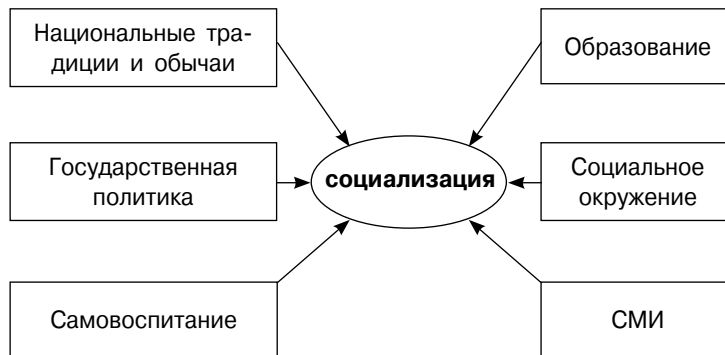 Национальные тра-
диции и обычаи
Образование
Государственная
политика
социализация
Социальное
окружение
Самовоспитание
СМИ